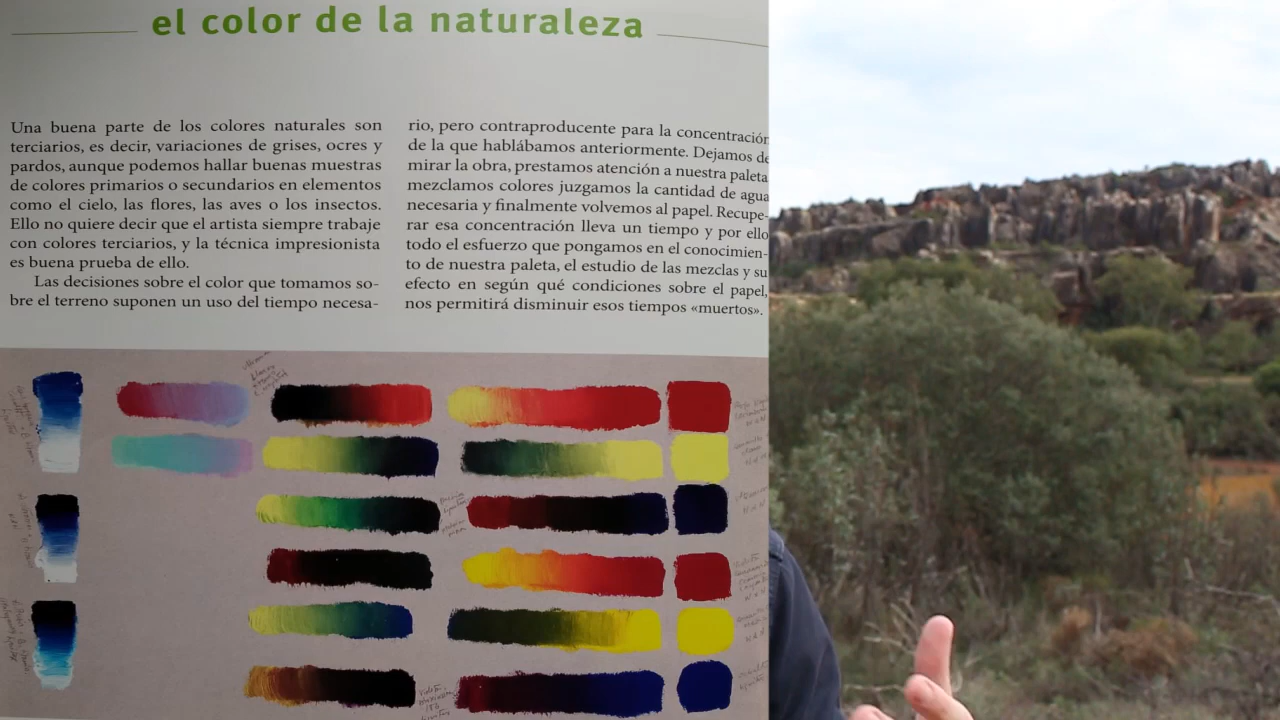 el color de la naturaleza
Una buena parte de los colores naturales son
terciarios, es decir, variaciones de grises, ocres y
pardos, aunque podemos hallar buenas muestras
de colores primarios o secundarios en elementos
como el cielo, las flores, las aves o los insectos.
Ello no quiere decir que el artista siempre trabaje
con colores terciarios, y la técnica impresionista
es buena prueba de ello.
Las decisiones sobre el color que tomamos so-
bre el terreno suponen un uso del tiempo necesa-
rio, pero contraproducente para la concentración
de la que hablábamos anteriormente. Dejamos de
mirar la obra, prestamos atención a nuestra paleta
mezclamos colores juzgamos la cantidad de agua
necesaria y finalmente volvemos al papel. Recupe-
rar esa concentración lleva un tiempo y por ello
todo el esfuerzo que pongamos en el conocimien-
to de nuestra paleta, el estudio de las mezclas y su
efecto en según qué condiciones sobre el papel,
nos permitirá disminuir esos tiempos «muertos».